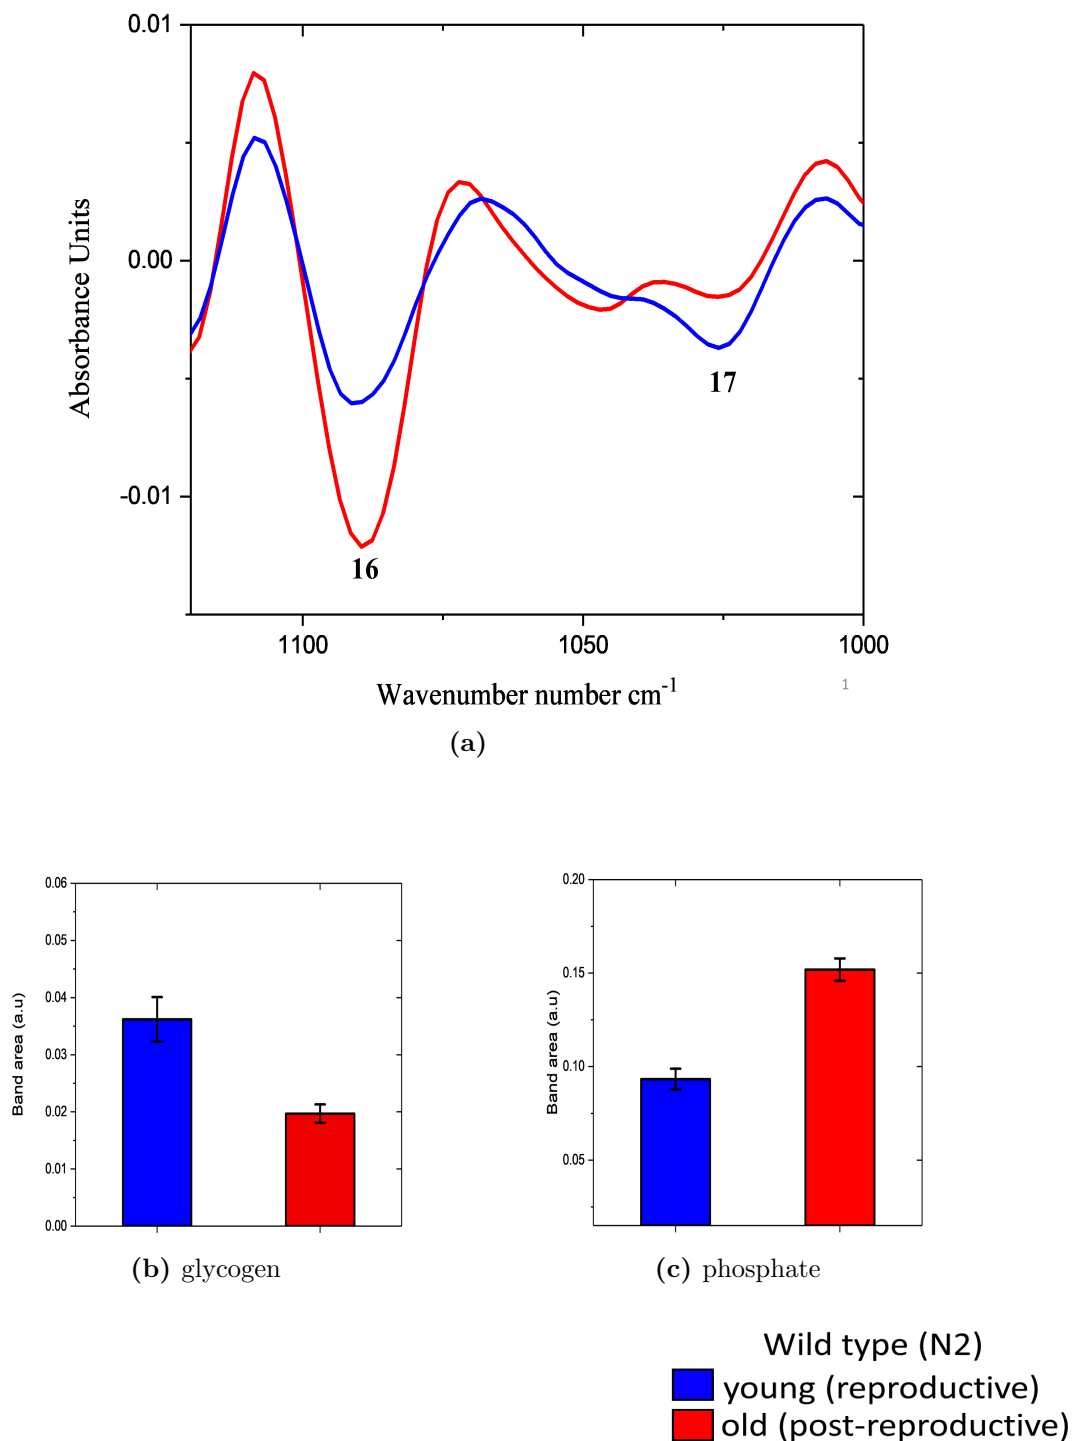 0.01
0.00
-0.01
Absorbance Units
16
17
1100
1050
1000
Wavenumber number cm⁻¹
1
(a)
0.06
0.05
0.04
0.03
0.02
0.01
0.00
Band area (a.u)
(b) glycogen
0.20
0.15
0.10
0.05
Band area (a.u)
(c) phosphate
Wild type (N2)
young (reproductive)
old (post-reproductive)